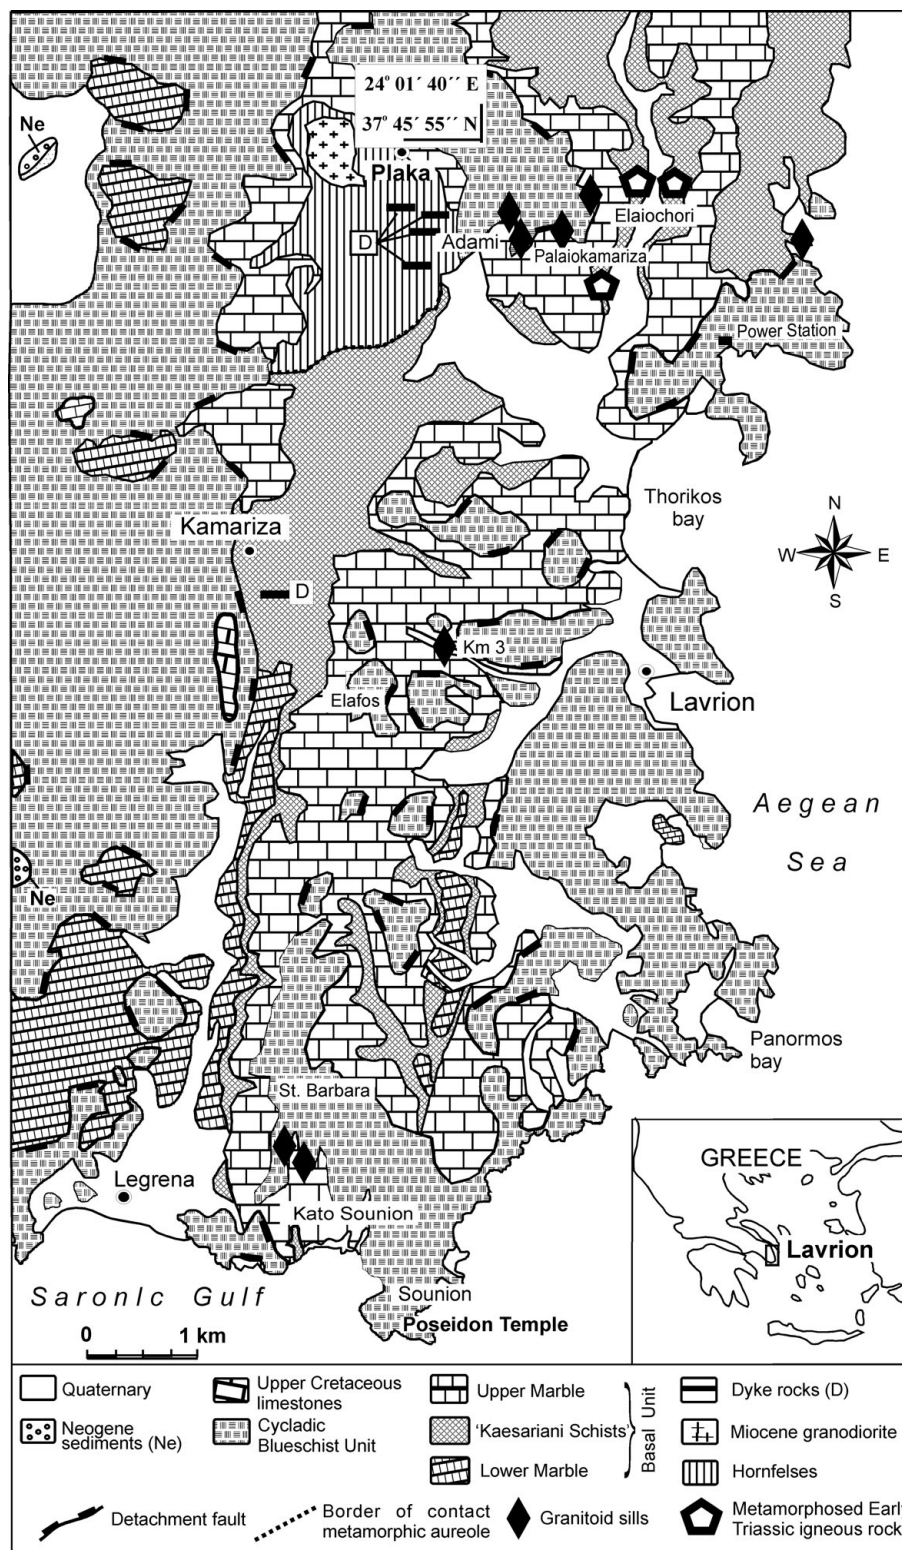 24° 01´ 40´´ E
37° 45´ 55´´ N
Ne
Plaka
D
Adami
Elaiochori
Palaiokamariza
Power Station
Thorikos
bay
N
W
E
S
Kamariza
D
Km 3
Elafos
Lavrion
Aegean
Sea
Ne
Panormos
bay
St. Barbara
Legrena
Kato Sounion
Saronic Gulf
Sounion
Poseidon Temple
0 1 km
GREECE
Lavrion
Quaternary
Neogene
sediments (Ne)
Upper Cretaceous
limestones
Cycladic
Blueschist Unit
Upper Marble
'Kaesariani Schists'
Lower Marble
Basal Unit
Dyke rocks (D)
Miocene granodiorite
Hornfelses
Detachment fault
Border of contact
metamorphic aureole
Granitoid sills
Metamorphosed Early
Triassic igneous rock